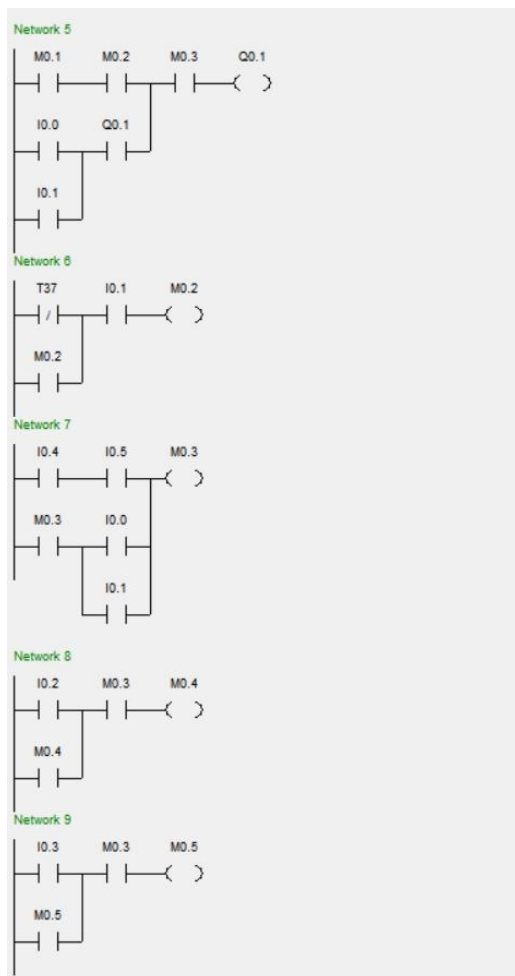 Network 5
M0.1 M0.2 M0.3 Q0.1
I0.0 Q0.1
I0.1
Network 6
T37 I0.1 M0.2
/
M0.2
Network 7
I0.4 I0.5 M0.3
M0.3 I0.0
I0.1
Network 8
I0.2 M0.3 M0.4
M0.4
Network 9
I0.3 M0.3 M0.5
M0.5